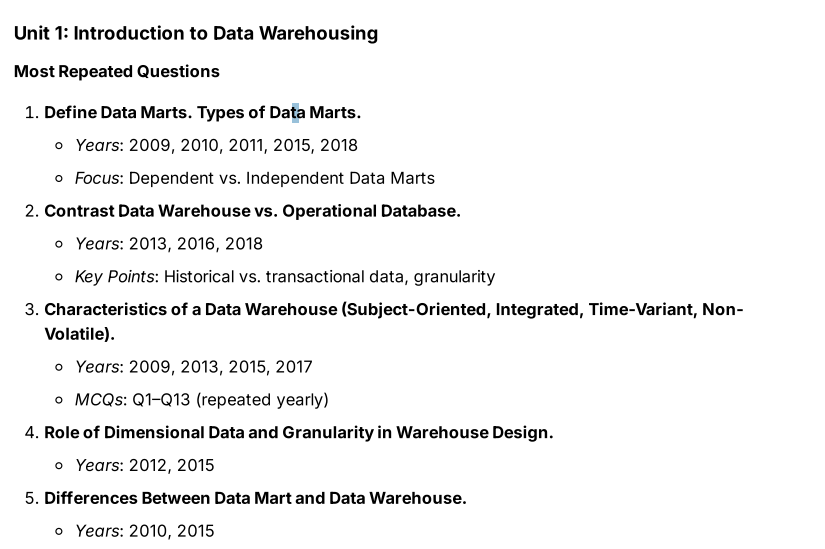 Unit 1: Introduction to Data Warehousing
Most Repeated Questions
1. Define Data Marts. Types of Data Marts.
Years: 2009, 2010, 2011, 2015, 2018
Focus: Dependent vs. Independent Data Marts
2. Contrast Data Warehouse vs. Operational Database.
Years: 2013, 2016, 2018
Key Points: Historical vs. transactional data, granularity
3. Characteristics of a Data Warehouse (Subject-Oriented, Integrated, Time-Variant, Non-
Volatile).
Years: 2009, 2013, 2015, 2017
MCQs: Q1–Q13 (repeated yearly)
4. Role of Dimensional Data and Granularity in Warehouse Design.
Years: 2012, 2015
5. Differences Between Data Mart and Data Warehouse.
Years: 2010, 2015